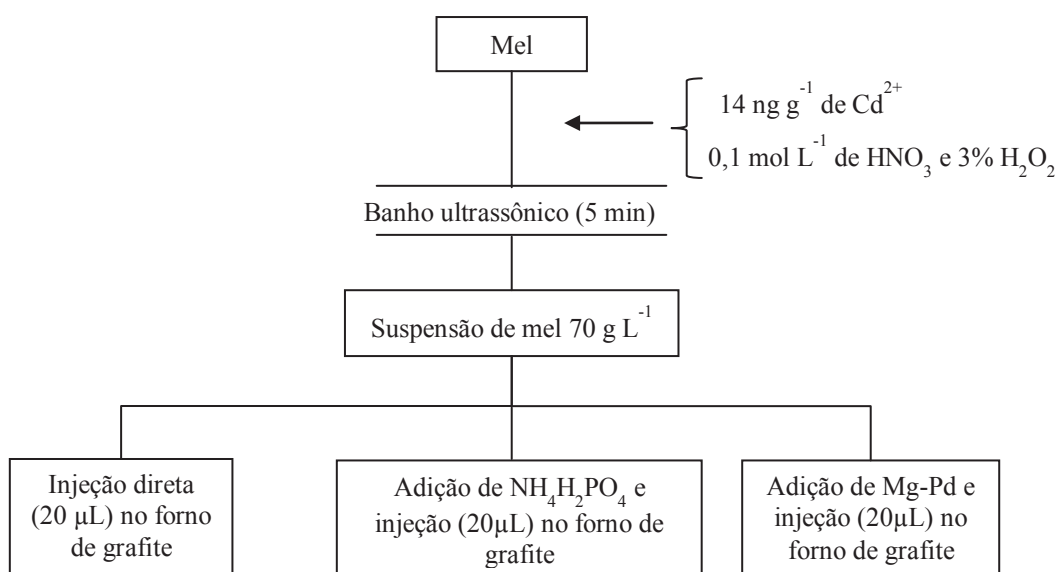 Mel
14 ng g⁻¹ de Cd²⁺
0,1 mol L⁻¹ de HNO₃ e 3% H₂O₂
Banho ultrassônico (5 min)
Suspensão de mel 70 g L⁻¹
Injeção direta
(20 µL) no forno
de grafite
Adição de NH₄H₂PO₄ e
injeção (20µL) no forno de
grafite
Adição de Mg-Pd e
injeção (20µL) no
forno de grafite